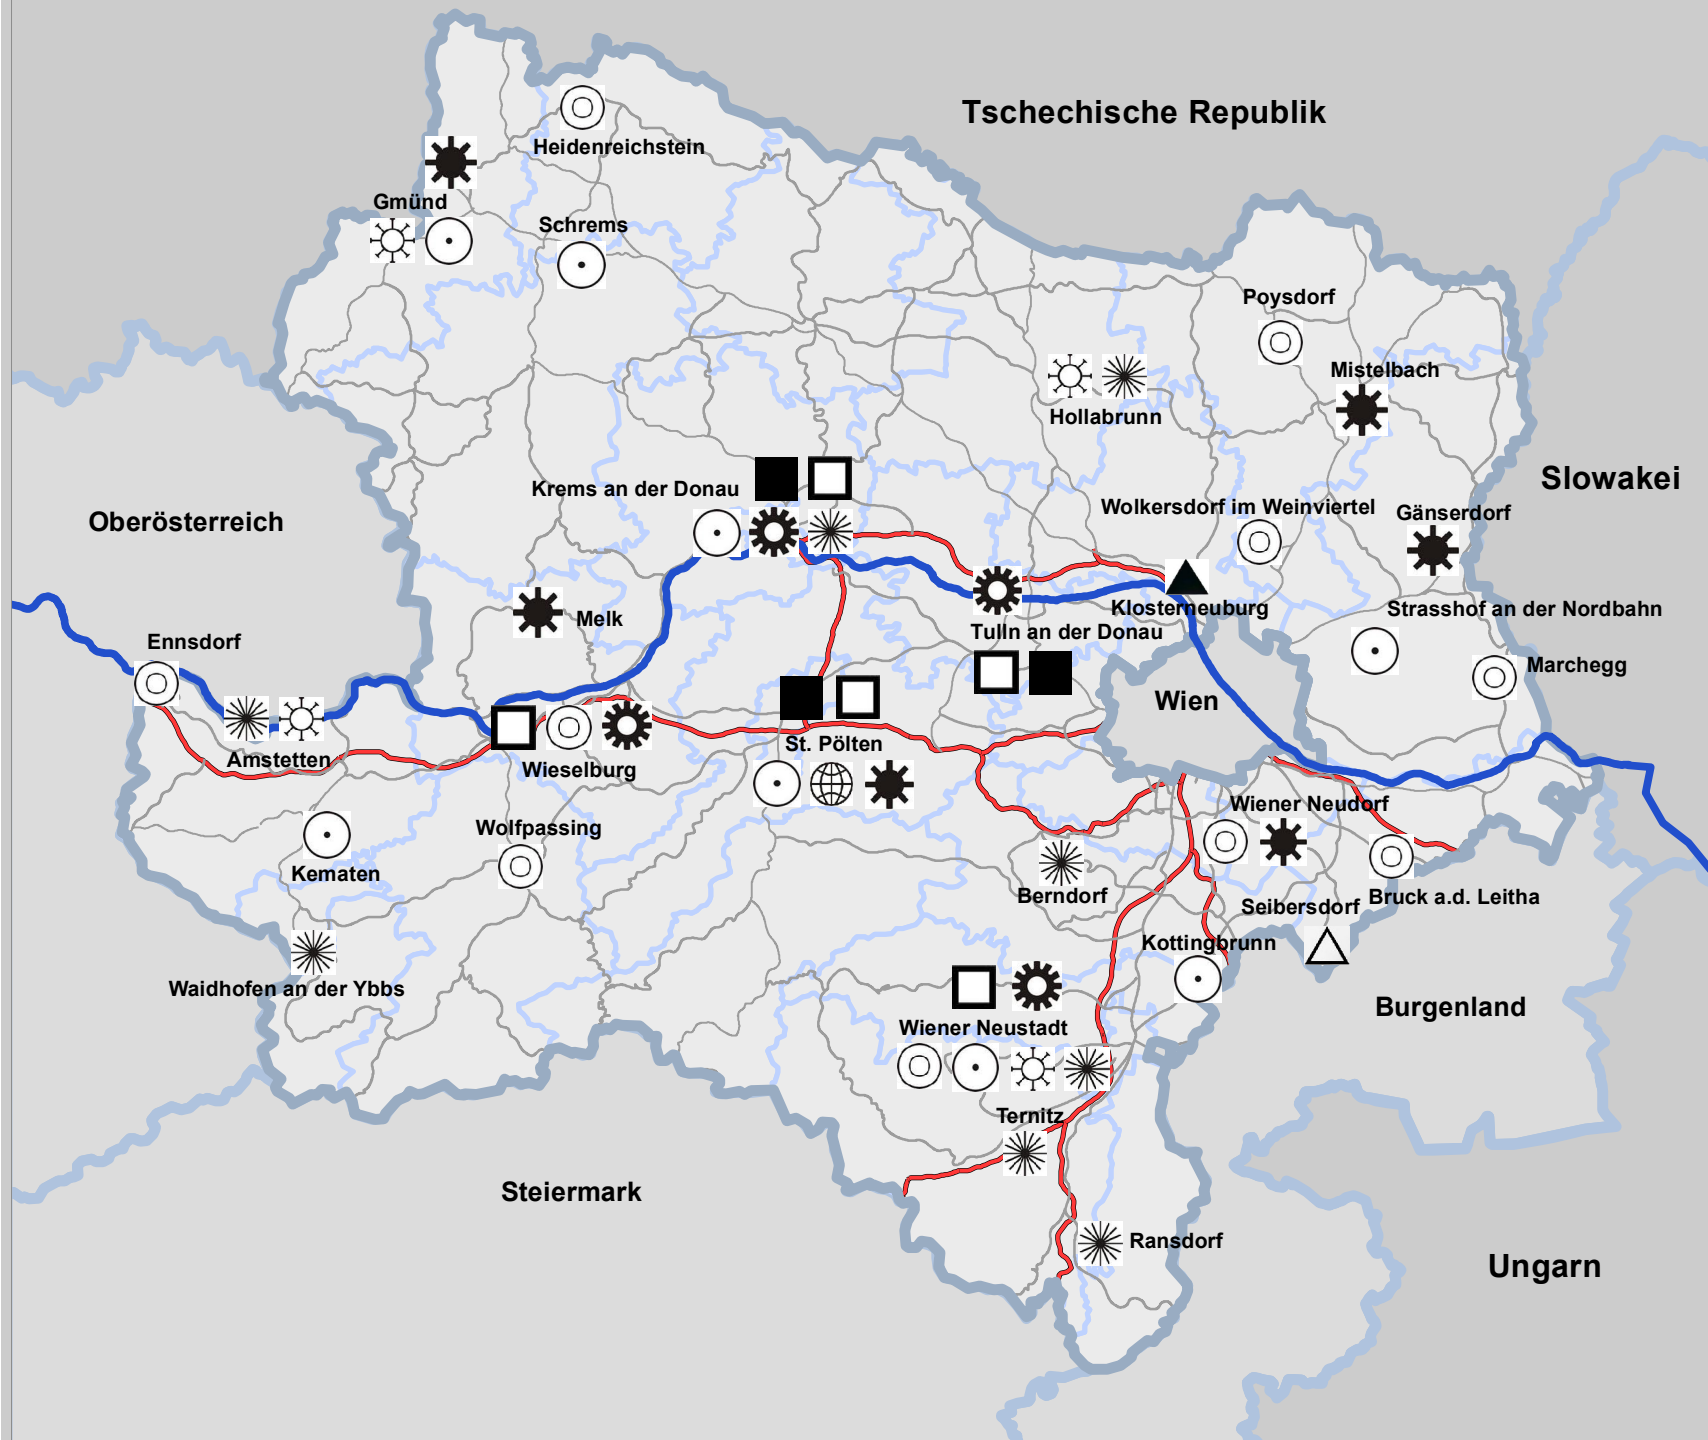 Tschechische Republik
Heidenreichstein
Gmünd
Schrems
Poysdorf
Mistelbach
Hollabrunn
Slowakei
Krems an der Donau
Wolkersdorf im Weinviertel
Gänserdorf
Oberösterreich
Klosterneuburg
Strasshof an der Nordbahn
Melk
Tulln an der Donau
Ennsdorf
Marchegg
Wien
St. Pölten
Amstetten
Wieselburg
Wiener Neudorf
Wolfpassing
Kematen
Berndorf
Bruck a.d. Leitha
Seibersdorf
Kottingbrunn
Waidhofen an der Ybbs
Burgenland
Wiener Neustadt
Ternitz
Steiermark
Ransdorf
Ungarn